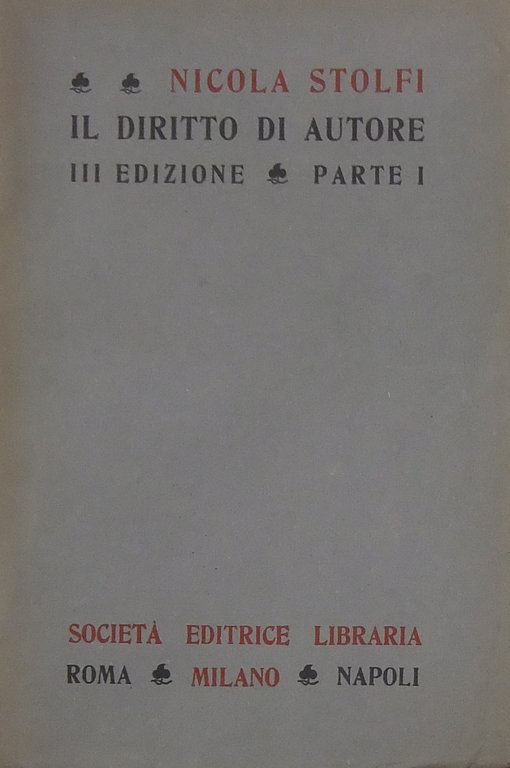 NICOLA STOLFI
IL DIRITTO DI AUTORE
III EDIZIONE PARTE I
SOCIETÀ EDITRICE LIBRARIA
ROMA MILANO NAPOLI